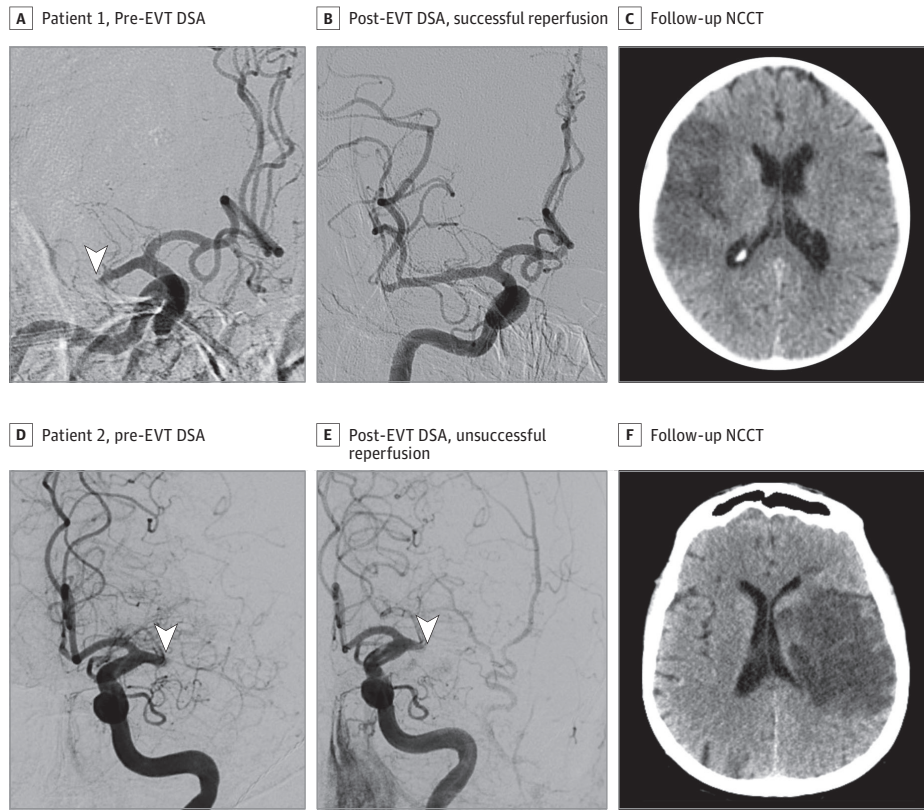 A Patient 1, Pre-EVT DSA
B Post-EVT DSA, successful reperfusion
C Follow-up NCCT
D Patient 2, pre-EVT DSA
E Post-EVT DSA, unsuccessful
reperfusion
F Follow-up NCCT